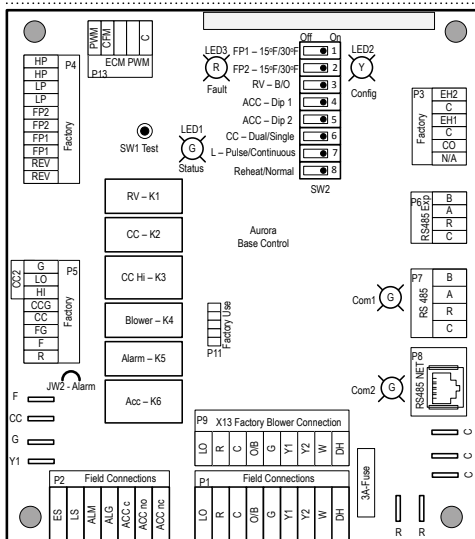 PWM
CFM
C
ECM PWM
P13
LED3
R
Fault
Off On
FP1 – 15ºF/30ºF 1
FP2 – 15ºF/30ºF 2
RV – B/O 3
ACC – Dip 1 4
ACC – Dip 2 5
CC – Dual/Single 6
L – Pulse/Continuous 7
Reheat/Normal 8
SW2
LED2
Y
Config
HP
HP
LP
LP
FP2
FP2
FP1
FP1
REV
REV
P4
Factory
SW1 Test
LED1
G
Status
P3
Factory
EH2
C
EH1
C
CO
N/A
P6
RS485 Exp
B
A
R
C
RV – K1
CC – K2
CC Hi – K3
Blower – K4
Alarm – K5
Acc – K6
Aurora
Base Control
Factory Use
P11
CC2
G
LO
HI
CCG
CC
FG
F
R
P5
Factory
JW2 - Alarm
Com1
G
P7
RS 485
B
A
R
C
Com2
G
P8
RS485 NET
F
CC
G
Y1
P9 X13 Factory Blower Connection
LO
R
C
O/B
G
Y1
Y2
W
DH
P2 Field Connections
ES
LS
ALM
ALG
ACC c
ACC no
ACC nc
P1 Field Connections
LO
R
C
O/B
G
Y1
Y2
W
DH
3A-Fuse
C
C
C
R
R